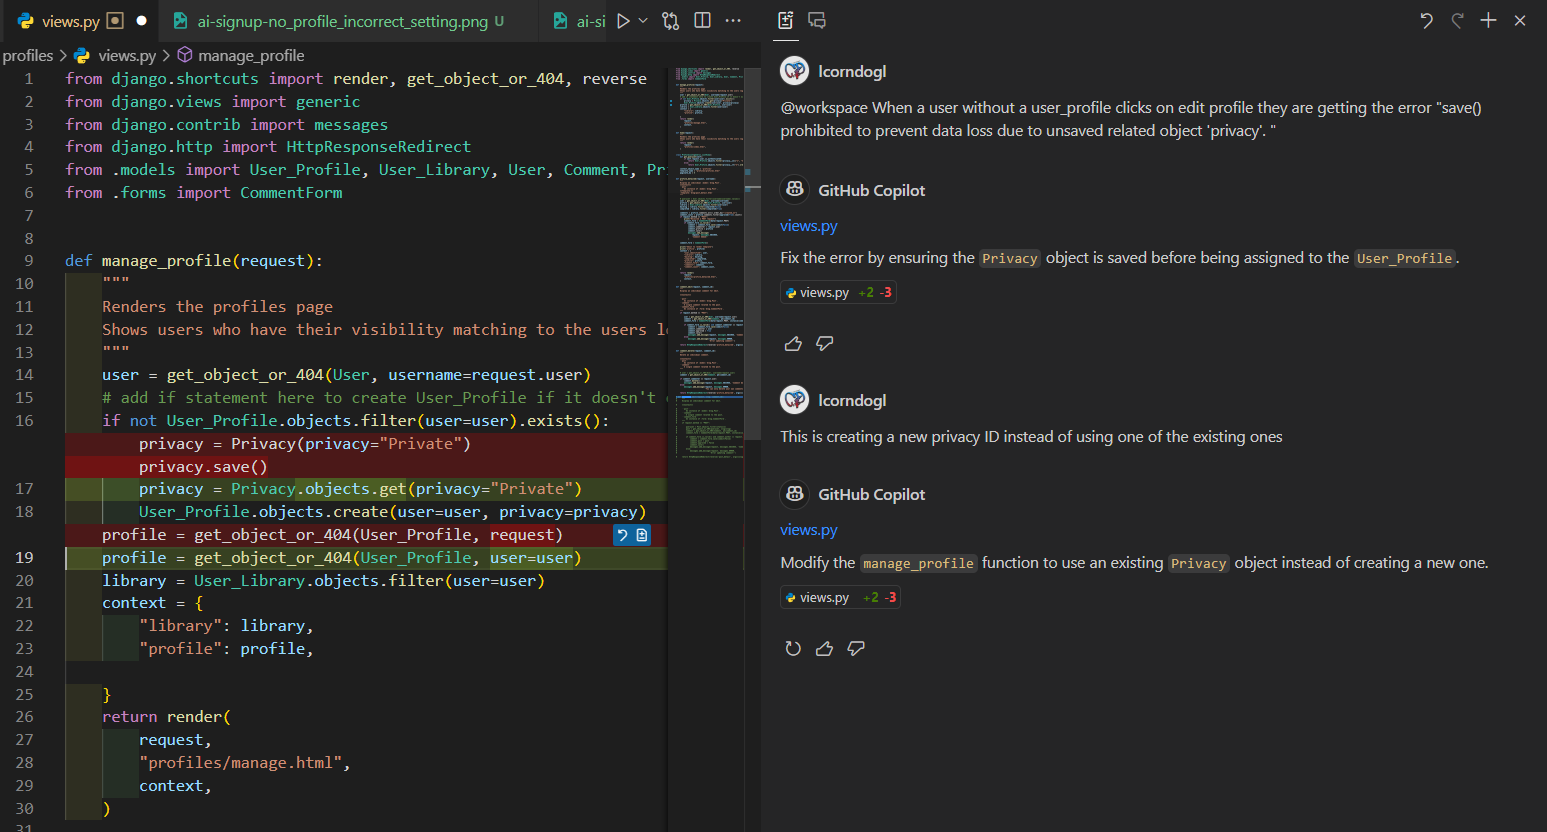 views.py
ai-signup-no_profile_incorrect_setting.png U
ai-si
profiles > views.py > manage_profile
1 from django.shortcuts import render, get_object_or_404, reverse
2 from django.views import generic
3 from django.contrib import messages
4 from django.http import HttpResponseRedirect
5 from .models import User_Profile, User_Library, User, Comment, Pr
6 from .forms import CommentForm
7
8
9 def manage_profile(request):
10 """
11 Renders the profiles page
12 Shows users who have their visibility matching to the users l
13 """
14 user = get_object_or_404(User, username=request.user)
15 # add if statement here to create User_Profile if it doesn't
16 if not User_Profile.objects.filter(user=user).exists():
privacy = Privacy(privacy="Private")
privacy.save()
17 privacy = Privacy.objects.get(privacy="Private")
18 User_Profile.objects.create(user=user, privacy=privacy)
profile = get_object_or_404(User_Profile, request)
19 profile = get_object_or_404(User_Profile, user=user)
20 library = User_Library.objects.filter(user=user)
21 context = {
22 "library": library,
23 "profile": profile,
24
25 }
26 return render(
27 request,
28 "profiles/manage.html",
29 context,
30 )
31
lcorndogl
@workspace When a user without a user_profile clicks on edit profile they are getting the error "save()
prohibited to prevent data loss due to unsaved related object 'privacy'. "
GitHub Copilot
views.py
Fix the error by ensuring the Privacy object is saved before being assigned to the User_Profile.
views.py +2 -3
lcorndogl
This is creating a new privacy ID instead of using one of the existing ones
GitHub Copilot
views.py
Modify the manage_profile function to use an existing Privacy object instead of creating a new one.
views.py +2 -3